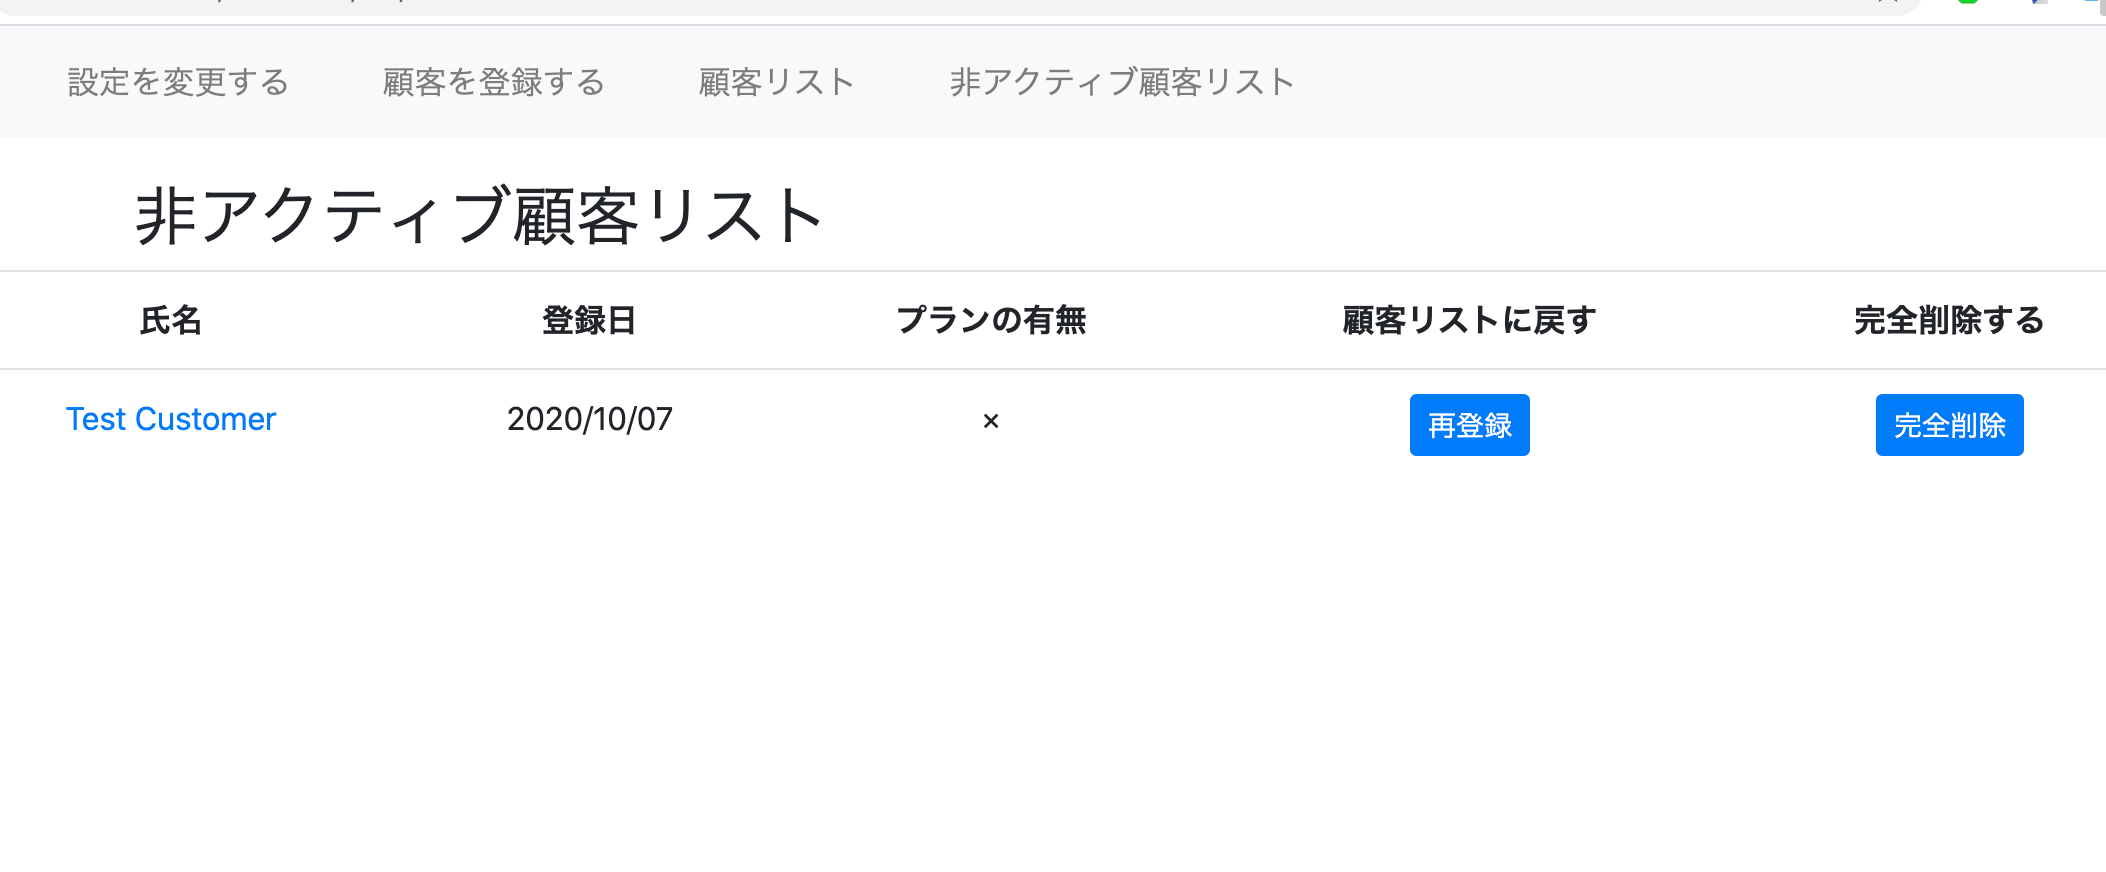 設定を変更する 顧客を登録する 顧客リスト 非アクティブ顧客リスト
非アクティブ顧客リスト
氏名 登録日 プランの有無 顧客リストに戻す 完全削除する
Test Customer 2020/10/07 × 再登録 完全削除